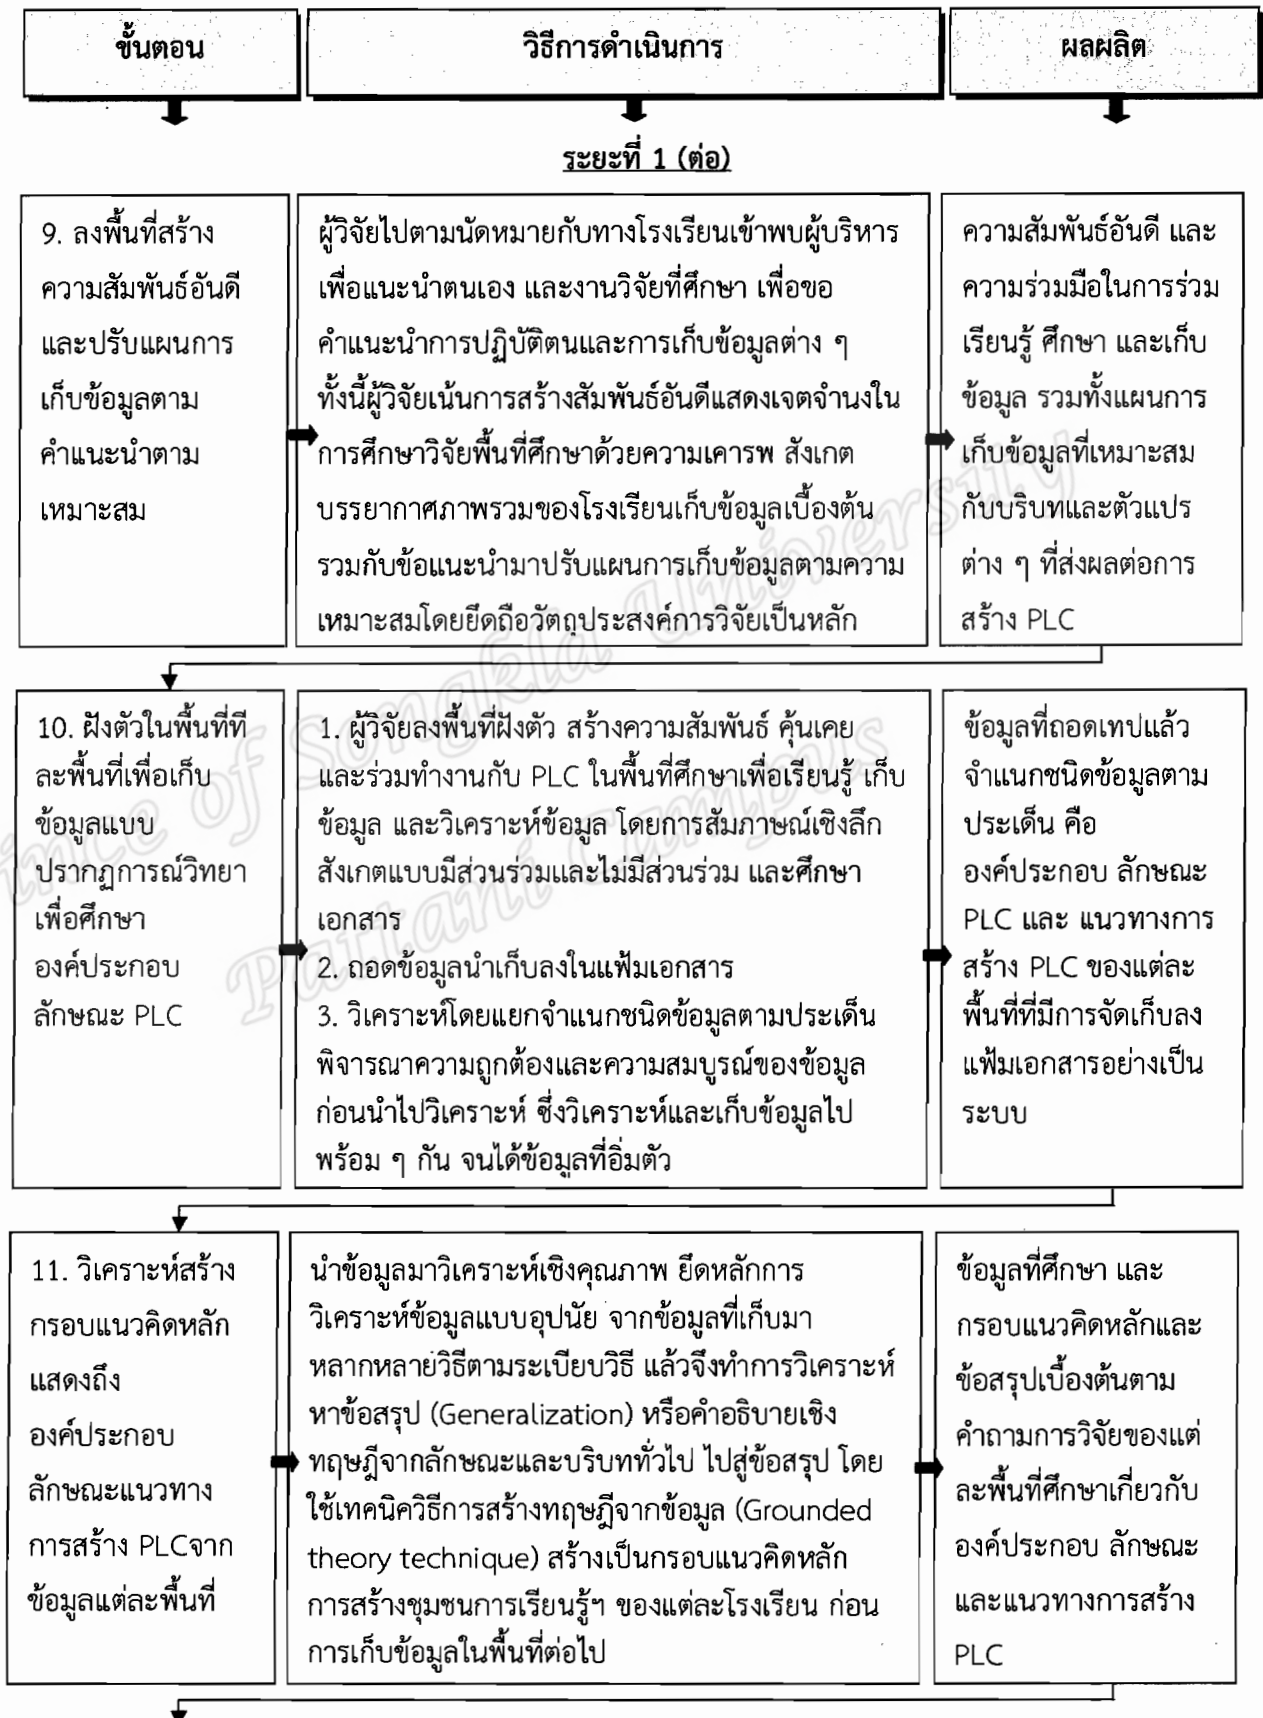 ขั้นตอน
วิธีการดำเนินการ
ผลผลิต
ระยะที่ 1 (ต่อ)
9. ลงพื้นที่สร้าง
ความสัมพันธ์อันดี
และปรับแผนการ
เก็บข้อมูลตาม
คำแนะนำตาม
เหมาะสม
ผู้วิจัยไปตามนัดหมายกับทางโรงเรียนเข้าพบผู้บริหาร
เพื่อแนะนำตนเอง และงานวิจัยที่ศึกษา เพื่อขอ
คำแนะนำการปฏิบัติตนและการเก็บข้อมูลต่าง ๆ
ทั้งนี้ผู้วิจัยเน้นการสร้างสัมพันธ์อันดีแสดงเจตจำนงใน
การศึกษาวิจัยพื้นที่ศึกษาด้วยความเคารพ สังเกต
บรรยากาศภาพรวมของโรงเรียนเก็บข้อมูลเบื้องต้น
รวมกับข้อแนะนำมาปรับแผนการเก็บข้อมูลตามความ
เหมาะสมโดยยึดถือวัตถุประสงค์การวิจัยเป็นหลัก
ความสัมพันธ์อันดี และ
ความร่วมมือในการร่วม
เรียนรู้ ศึกษา และเก็บ
ข้อมูล รวมทั้งแผนการ
เก็บข้อมูลที่เหมาะสม
กับบริบทและตัวแปร
ต่าง ๆ ที่ส่งผลต่อการ
สร้าง PLC
10. ฝังตัวในพื้นที่ที
ละพื้นที่เพื่อเก็บ
ข้อมูลแบบ
ปรากฏการณ์วิทยา
เพื่อศึกษา
องค์ประกอบ
ลักษณะ PLC
1. ผู้วิจัยลงพื้นที่ฝังตัว สร้างความสัมพันธ์ คุ้นเคย
และร่วมทำงานกับ PLC ในพื้นที่ศึกษาเพื่อเรียนรู้ เก็บ
ข้อมูล และวิเคราะห์ข้อมูล โดยการสัมภาษณ์เชิงลึก
สังเกตแบบมีส่วนร่วมและไม่มีส่วนร่วม และศึกษา
เอกสาร
2. ถอดข้อมูลนำเก็บลงในแฟ้มเอกสาร
3. วิเคราะห์โดยแยกจำแนกชนิดข้อมูลตามประเด็น
พิจารณาความถูกต้องและความสมบูรณ์ของข้อมูล
ก่อนนำไปวิเคราะห์ ซึ่งวิเคราะห์และเก็บข้อมูลไป
พร้อม ๆ กัน จนได้ข้อมูลที่อิ่มตัว
ข้อมูลที่ถอดเทปแล้ว
จำแนกชนิดข้อมูลตาม
ประเด็น คือ
องค์ประกอบ ลักษณะ
PLC และ แนวทางการ
สร้าง PLC ของแต่ละ
พื้นที่ที่มีการจัดเก็บลง
แฟ้มเอกสารอย่างเป็น
ระบบ
11. วิเคราะห์สร้าง
กรอบแนวคิดหลัก
แสดงถึง
องค์ประกอบ
ลักษณะแนวทาง
การสร้าง PLCจาก
ข้อมูลแต่ละพื้นที่
นำข้อมูลมาวิเคราะห์เชิงคุณภาพ ยึดหลักการ
วิเคราะห์ข้อมูลแบบอุปนัย จากข้อมูลที่เก็บมา
หลากหลายวิธีตามระเบียบวิธี แล้วจึงทำการวิเคราะห์
หาข้อสรุป (Generalization) หรือคำอธิบายเชิง
ทฤษฎีจากลักษณะและบริบททั่วไป ไปสู่ข้อสรุป โดย
ใช้เทคนิควิธีการสร้างทฤษฎีจากข้อมูล (Grounded
theory technique) สร้างเป็นกรอบแนวคิดหลัก
การสร้างชุมชนการเรียนรู้ฯ ของแต่ละโรงเรียน ก่อน
การเก็บข้อมูลในพื้นที่ต่อไป
ข้อมูลที่ศึกษา และ
กรอบแนวคิดหลักและ
ข้อสรุปเบื้องต้นตาม
คำถามการวิจัยของแต่
ละพื้นที่ศึกษาเกี่ยวกับ
องค์ประกอบ ลักษณะ
และแนวทางการสร้าง
PLC
ince of Songkla University
Pattani Campus